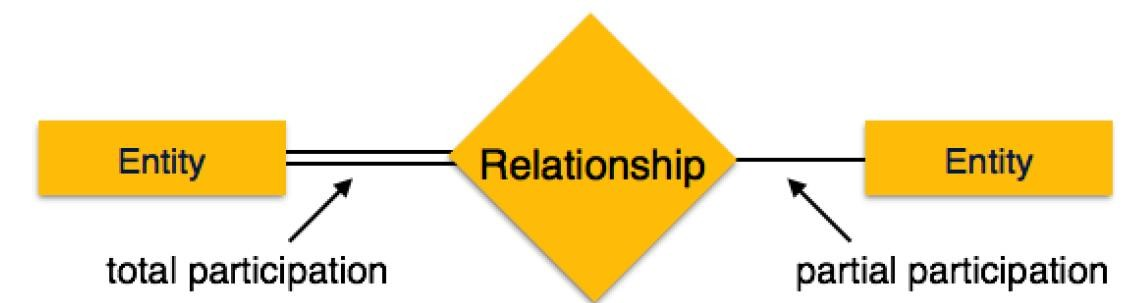 Entity
Relationship
Entity
total participation
partial participation